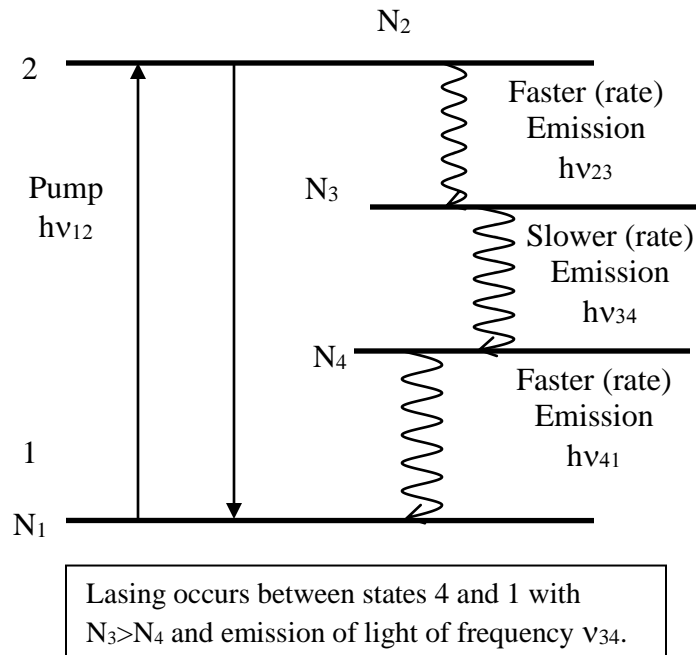 N2
2
Faster (rate)
Emission
hν23
Pump
hν12
N3
Slower (rate)
Emission
hν34
N4
Faster (rate)
Emission
hν41
1
N1
Lasing occurs between states 4 and 1 with
N3>N4 and emission of light of frequency ν34.